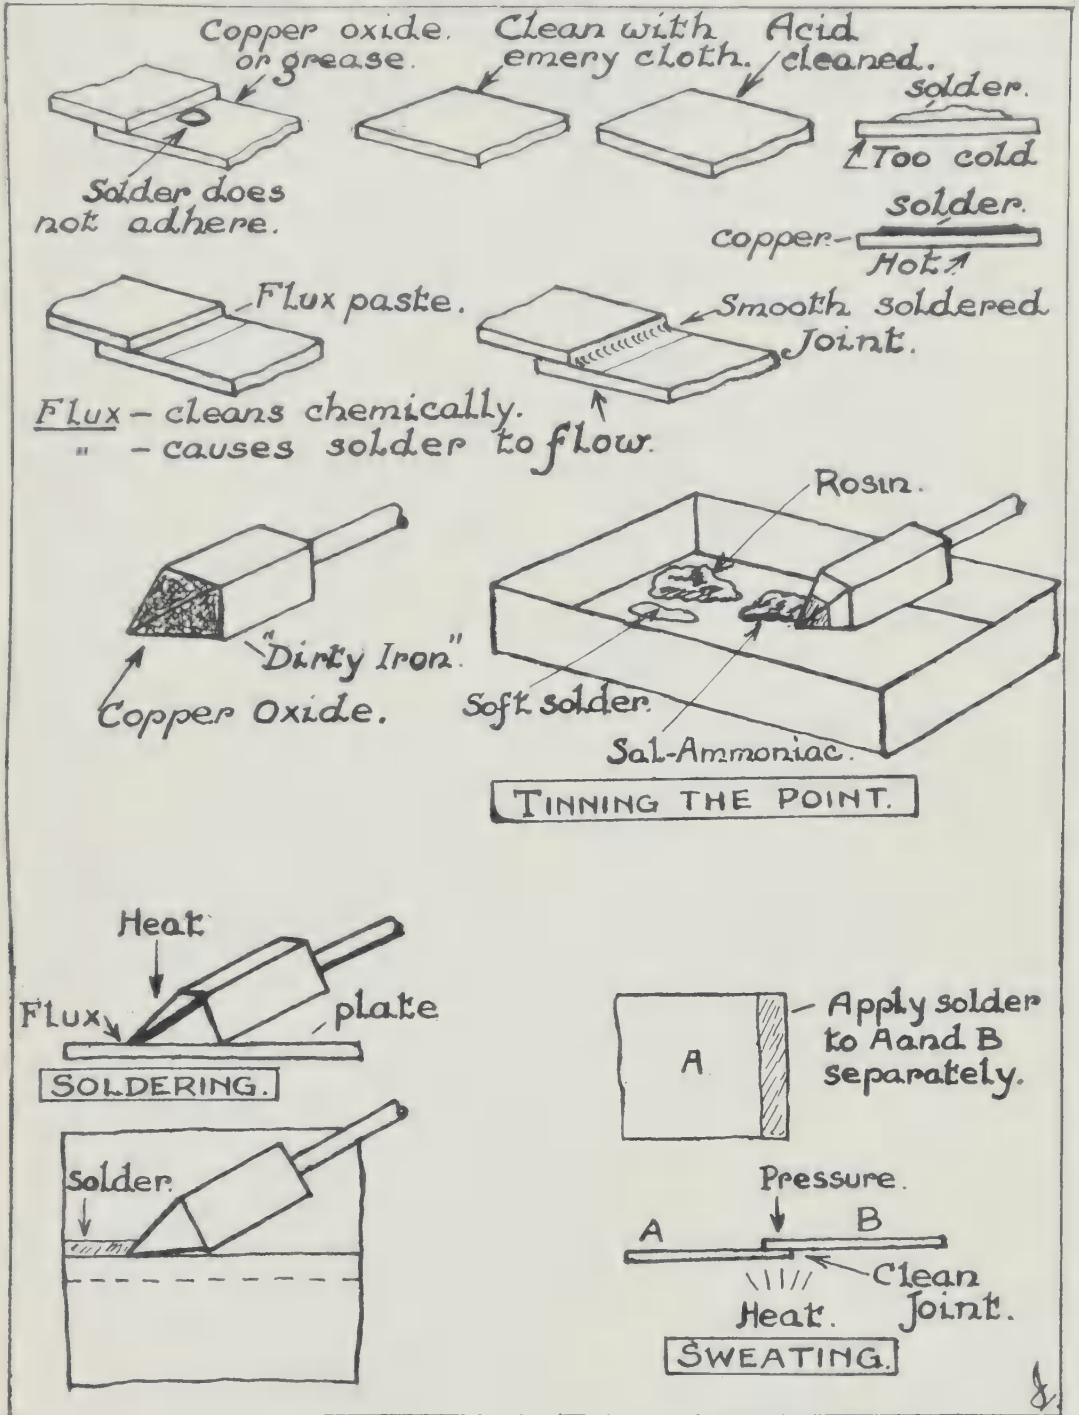 Copper oxide.
or grease.
Clean with
emery cloth.
Acid
cleaned.
solder.
Too cold
Solder does
not adhere.
solder.
copper
Hot
Flux paste.
Smooth soldered
Joint.
Flux – cleans chemically.
" – causes solder to flow.
Rosin.
"Dirty Iron".
Copper Oxide.
Soft solder.
Sal-Ammoniac.
TINNING THE POINT.
Heat
Flux
plate
SOLDERING.
solder.
A
Apply solder
to A and B
separately.
Pressure.
A
B
Clean
Joint.
Heat.
SWEATING.